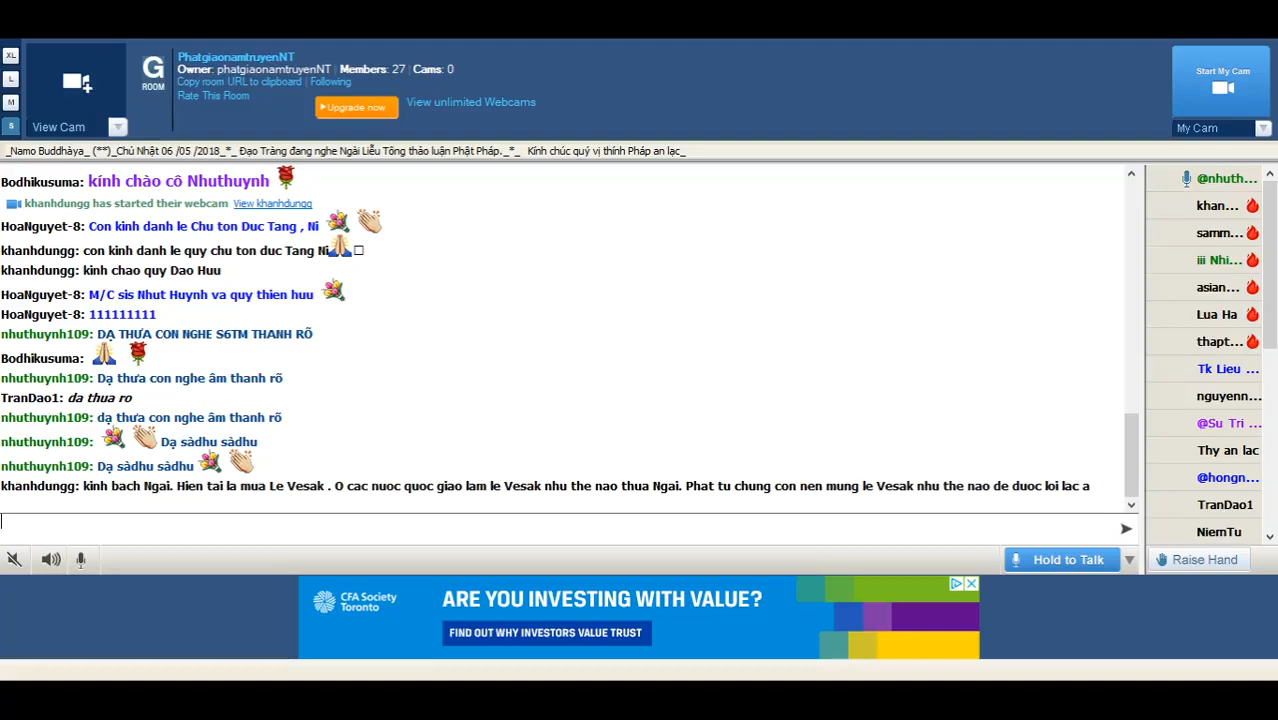 XL
L
M
S
View Cam
G
ROOM
PhatgiaonamtruyenNT
Owner: phatgiaonamtruyenNT | Members: 27 | Cams: 0
Copy room URL to clipboard | Following
Rate This Room
Upgrade now
View unlimited Webcams
Start My Cam
My Cam
_Namo Buddhàya_ (**)_Chủ Nhật 06 /05 /2018_*_ Đạo Tràng đang nghe Ngài Liễu Tông thảo luận Phật Pháp._*_ Kính chúc quý vị thính Pháp an lạc_
Bodhikusuma: kính chào cô Nhuthuynh
khanhdungg has started their webcam View khanhdungg
HoaNguyet-8: Con kinh danh le Chu ton Duc Tang , Ni
khanhdungg: con kinh danh le quy chu ton duc Tang Ni
khanhdungg: kinh chao quy Dao Huu
HoaNguyet-8: M/C sis Nhut Huynh va quy thien huu
HoaNguyet-8: 111111111
nhuthuynh109: DẠ THƯA CON NGHE S6TM THANH RÕ
Bodhikusuma:
nhuthuynh109: Dạ thưa con nghe âm thanh rõ
TranDao1: da thua ro
nhuthuynh109: dạ thưa con nghe âm thanh rõ
nhuthuynh109: Dạ sàdhu sàdhu
nhuthuynh109: Dạ sàdhu sàdhu
khanhdungg: kinh bach Ngai. Hien tai la mua Le Vesak . O cac nuoc quoc giao lam le Vesak nhu the nao thua Ngai. Phat tu chung con nen mung le Vesak nhu the nao de duoc loi lac a
@nhuth...
khan...
samm...
iii Nhi...
asian...
Lua Ha
thapt...
Tk Lieu ...
nguyenn...
@Su Tri ...
Thy an lac
@hongn...
TranDao1
NiemTu
Hold to Talk
Raise Hand
CFA Society
Toronto
ARE YOU INVESTING WITH VALUE?
FIND OUT WHY INVESTORS VALUE TRUST